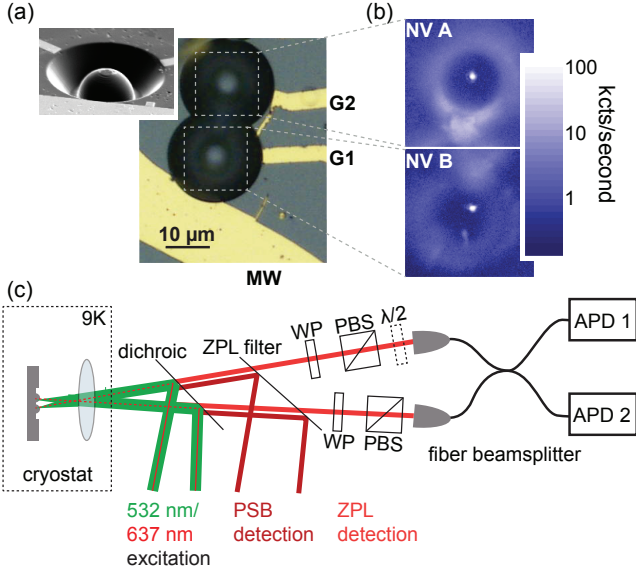 (a)
G2
G1
10 µm
MW
(b)
NV A
NV B
100
10
1
kcts/second
(c)
9K
cryostat
dichroic
ZPL filter
WP
PBS
λ/2
WP
PBS
APD 1
APD 2
fiber beamsplitter
532 nm/
637 nm
excitation
PSB
detection
ZPL
detection